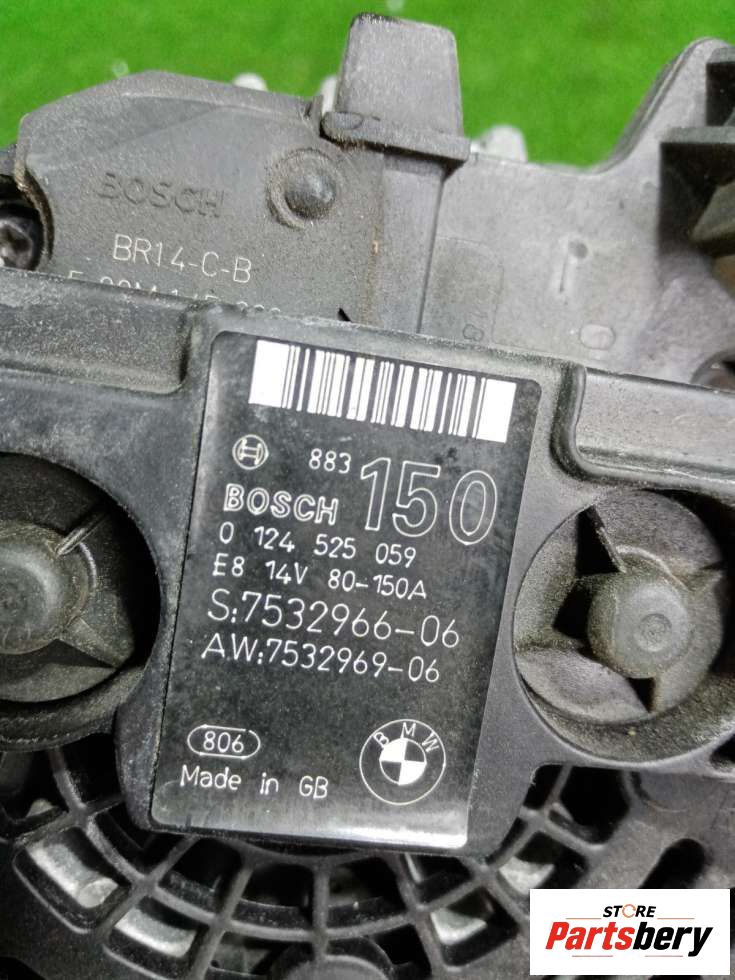 BOSCH
BR14-C-B
883
150
BOSCH
0 124 525 059
E8 14V 80-150A
S:7532966-06
AW:7532969-06
806
BMW
Made in GB
STORE
Partsbery